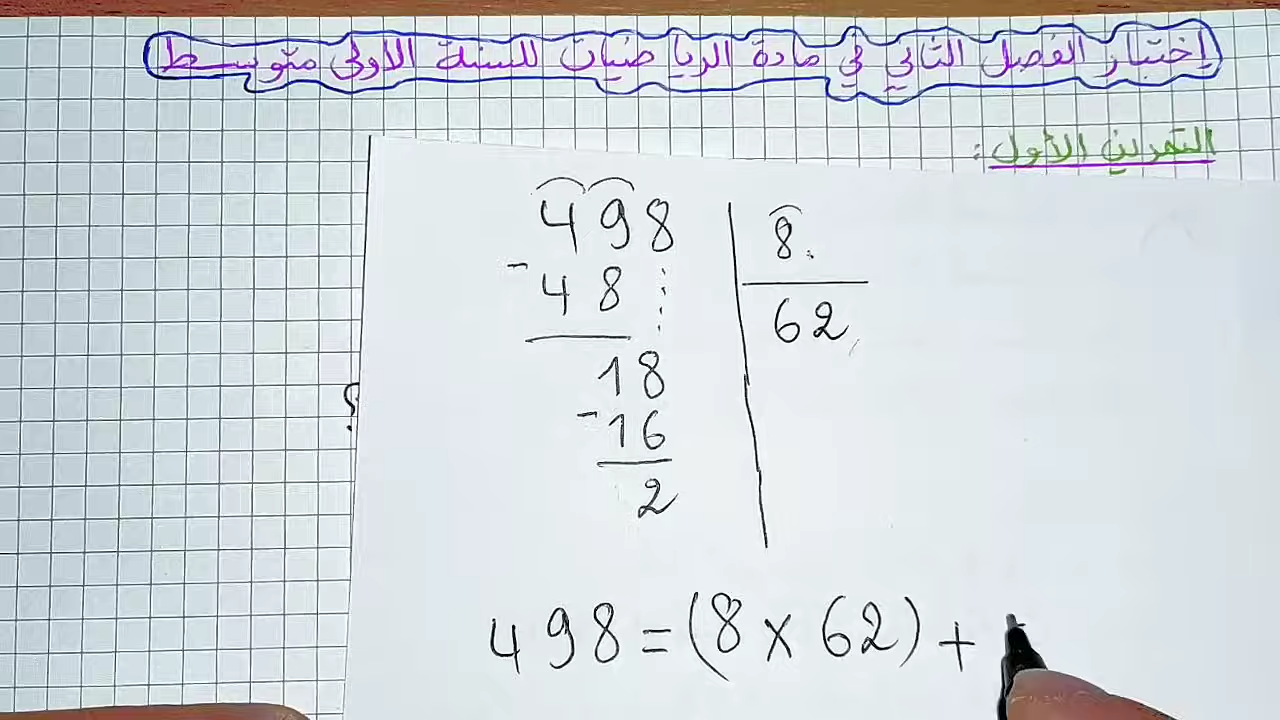 إختبار الفصل الثاني في مادة الرياضيات للسنة الأولى متوسط
التمرين الأول:
498 8
- 48 62
18
- 16
2
؟
498 = (8 × 62) +